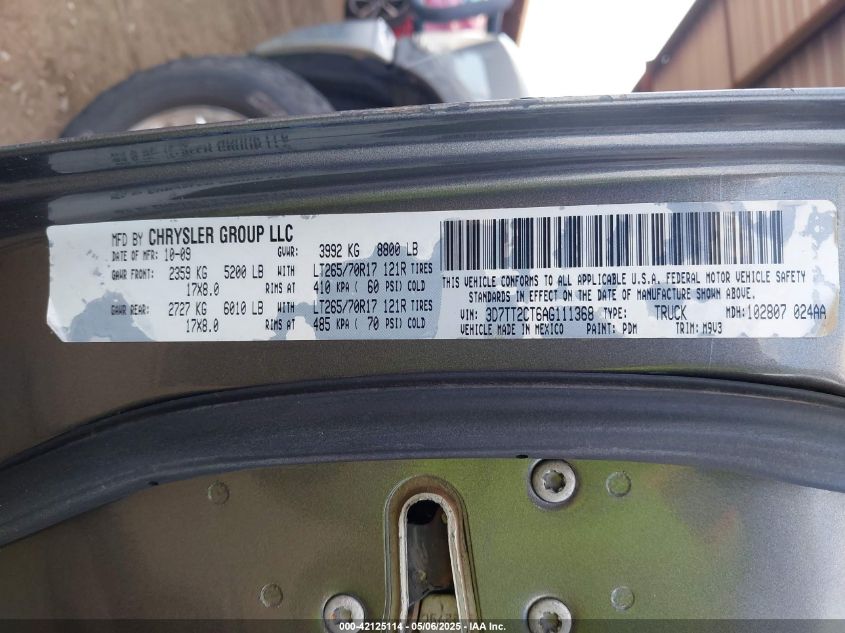 MFD BY CHRYSLER GROUP LLC
DATE OF MFR: 10-09 GVWR: 3992 KG 8800 LB
GAWR FRONT: 2359 KG 5200 LB WITH LT265/70R17 121R TIRES
17X8.0 RIMS AT 410 KPA ( 60 PSI) COLD
GAWR REAR: 2727 KG 6010 LB WITH LT265/70R17 121R TIRES
17X8.0 RIMS AT 485 KPA ( 70 PSI) COLD
THIS VEHICLE CONFORMS TO ALL APPLICABLE U.S.A. FEDERAL MOTOR VEHICLE SAFETY
STANDARDS IN EFFECT ON THE DATE OF MANUFACTURE SHOWN ABOVE.
VIN: 3D7TT2CT6AG111368 TYPE: TRUCK MDH: 102807 024AA
VEHICLE MADE IN MEXICO PAINT: PDM TRIM: M9V3
000-42125114 - 05/06/2025 - IAA Inc.